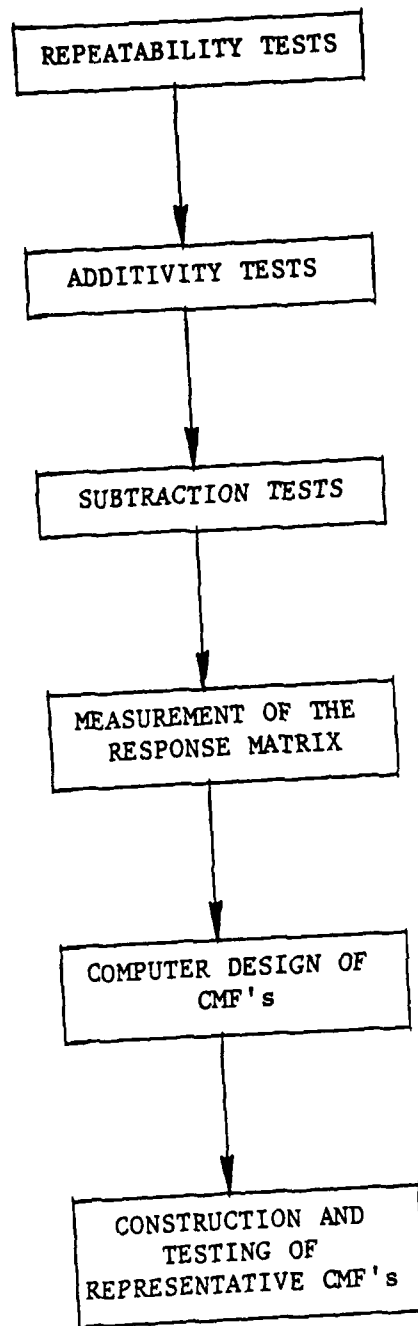 REPEATABILITY TESTS
ADDITIVITY TESTS
SUBTRACTION TESTS
MEASUREMENT OF THE
RESPONSE MATRIX
COMPUTER DESIGN OF
CMF's
CONSTRUCTION AND
TESTING OF
REPRESENTATIVE CMF's